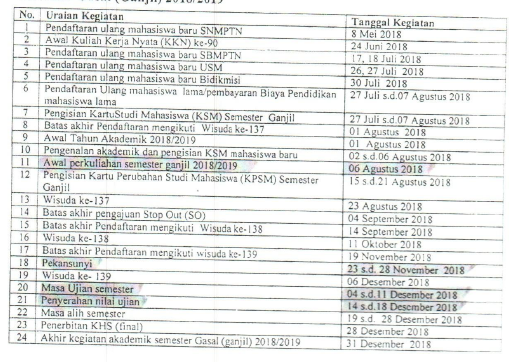 (Ganjil) 2018/2019
No. Uraian Kegiatan Tanggal Kegiatan
1 Pendaftaran ulang mahasiswa baru SNMPTN 8 Mei 2018
2 Awal Kuliah Kerja Nyata (KKN) ke-90 24 Juni 2018
3 Pendaftaran ulang mahasiswa baru SBMPTN 17, 18 Juli 2018
4 Pendaftaran ulang mahasiswa baru USM 26, 27 Juli 2018
5 Pendaftaran ulang mahasiswa baru Bidikmisi 30 Juli 2018
6 Pendaftaran Ulang mahasiswa lama/pembayaran Biaya Pendidikan 27 Juli s.d.07 Agustus 2018
mahasiswa lama
7 Pengisian KartuStudi Mahasiswa (KSM) Semester Ganjil 27 Juli s.d.07 Agustus 2018
8 Batas akhir Pendaftaran mengikuti Wisuda ke-137 01 Agustus 2018
9 Awal Tahun Akademik 2018/2019 01 Agustus 2018
10 Pengenalan akademik dan pengisian KSM mahasiswa baru 02 s.d.06 Agustus 2018
11 Awal perkuliahan semester ganjil 2018/2019 06 Agustus 2018
12 Pengisian Kartu Perubahan Studi Mahasiswa (KPSM) Semester 15 s.d.21 Agustus 2018
Ganjil
13 Wisuda ke-137 23 Agustus 2018
14 Batas akhir pengajuan Stop Out (SO) 04 September 2018
15 Batas akhir Pendaftaran mengikuti Wisuda ke-138 14 September 2018
16 Wisuda ke-138 11 Oktober 2018
17 Batas akhir Pendaftaran mengikuti wisuda ke-139 19 November 2018
18 Pekansunyi 23 s.d. 28 November 2018
19 Wisuda ke- 139 06 Desember 2018
20 Masa Ujian semester 04 s.d.11 Desember 2018
21 Penyerahan nilai ujian 14 s.d.18 Desember 2018
22 Masa alih semester 19 s.d. 28 Desember 2018
23 Penerbitan KHS (final) 28 Desember 2018
24 Akhir kegiatan akademik semester Gasal (ganjil) 2018/2019 31 Desember 2018